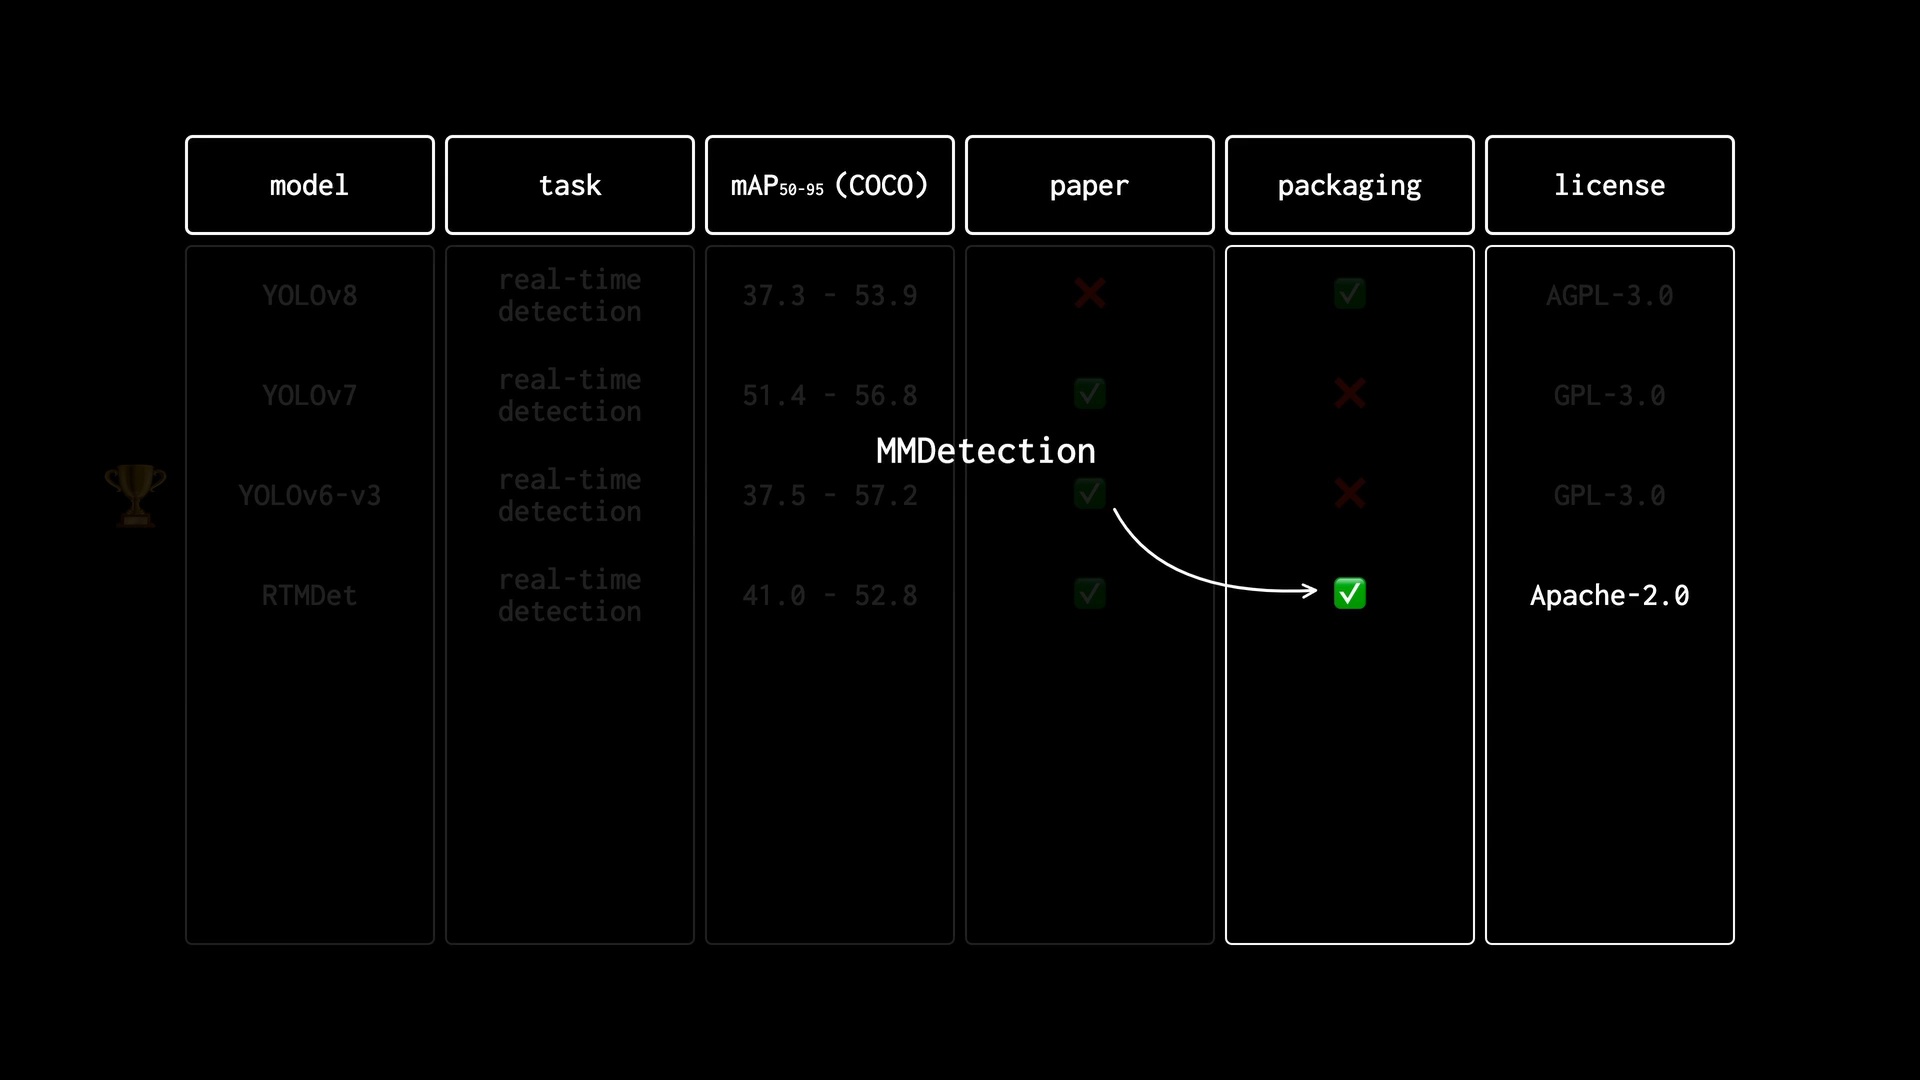 model task mAP50-95 (COCO) paper packaging license
YOLOv8 real-time detection 37.3 - 53.9 ❌ ✅ AGPL-3.0
YOLOv7 real-time detection 51.4 - 56.8 ✅ ❌ GPL-3.0
MMDetection
YOLOv6-v3 real-time detection 37.5 - 57.2 ✅ ❌ GPL-3.0
RTMDet real-time detection 41.0 - 52.8 ✅ ✅ Apache-2.0